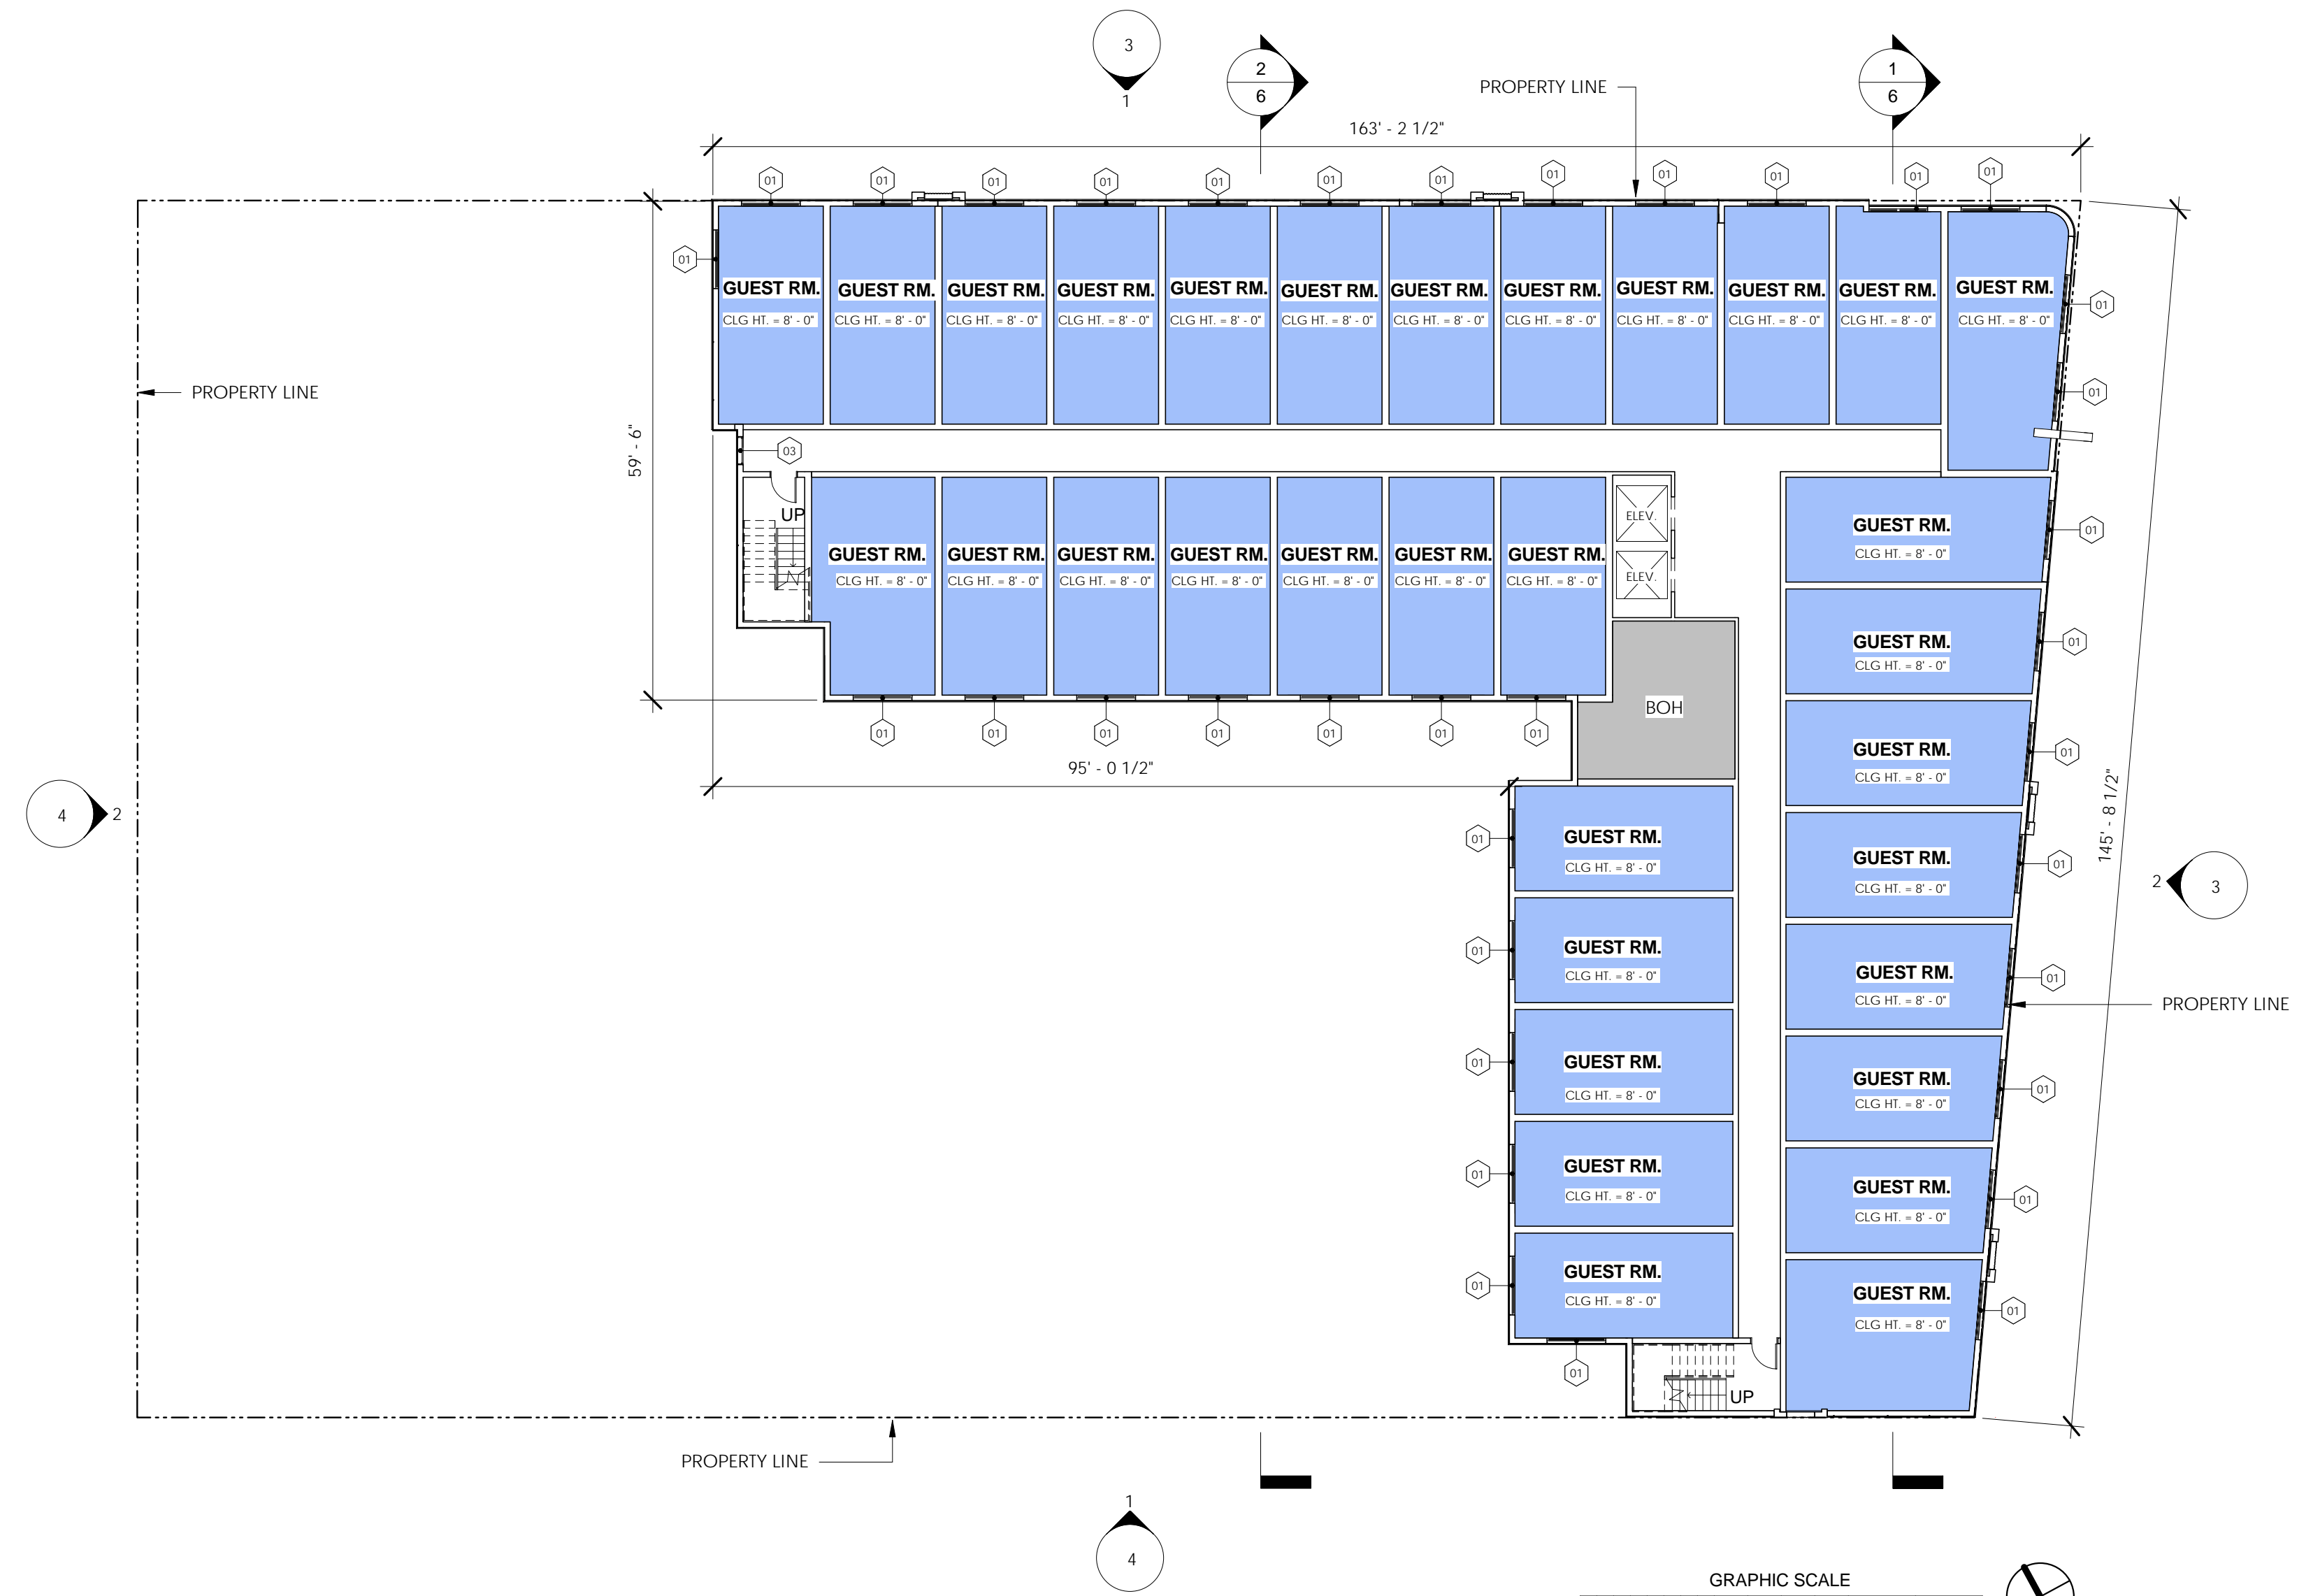 3
1
2
6
1
6
PROPERTY LINE
163' - 2 1/2"
01 01 01 01 01 01 01 01 01 01 01 01
01
GUEST RM. GUEST RM. GUEST RM. GUEST RM. GUEST RM. GUEST RM. GUEST RM. GUEST RM. GUEST RM. GUEST RM. GUEST RM. GUEST RM.
CLG HT. = 8' - 0" CLG HT. = 8' - 0" CLG HT. = 8' - 0" CLG HT. = 8' - 0" CLG HT. = 8' - 0" CLG HT. = 8' - 0" CLG HT. = 8' - 0" CLG HT. = 8' - 0" CLG HT. = 8' - 0" CLG HT. = 8' - 0" CLG HT. = 8' - 0" CLG HT. = 8' - 0"
01
01
PROPERTY LINE
59' - 6"
03
UP
ELEV.
ELEV.
GUEST RM. GUEST RM. GUEST RM. GUEST RM. GUEST RM. GUEST RM. GUEST RM.
CLG HT. = 8' - 0" CLG HT. = 8' - 0" CLG HT. = 8' - 0" CLG HT. = 8' - 0" CLG HT. = 8' - 0" CLG HT. = 8' - 0" CLG HT. = 8' - 0"
01 01 01 01 01 01 01
GUEST RM.
CLG HT. = 8' - 0"
01
GUEST RM.
CLG HT. = 8' - 0"
01
BOH
GUEST RM.
CLG HT. = 8' - 0"
01
95' - 0 1/2"
145' - 8 1/2"
4
2
01
GUEST RM.
CLG HT. = 8' - 0"
GUEST RM.
CLG HT. = 8' - 0"
01
2
3
01
GUEST RM.
CLG HT. = 8' - 0"
GUEST RM.
CLG HT. = 8' - 0"
01
PROPERTY LINE
01
GUEST RM.
CLG HT. = 8' - 0"
GUEST RM.
CLG HT. = 8' - 0"
01
01
GUEST RM.
CLG HT. = 8' - 0"
GUEST RM.
CLG HT. = 8' - 0"
01
01
GUEST RM.
CLG HT. = 8' - 0"
GUEST RM.
CLG HT. = 8' - 0"
01
01
UP
PROPERTY LINE
1
4
GRAPHIC SCALE